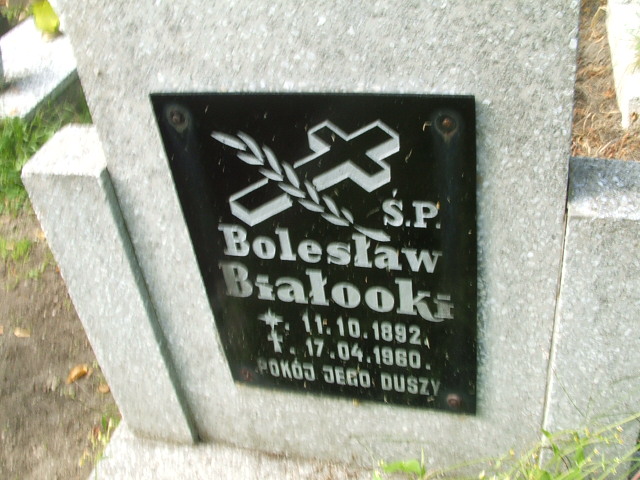 Ś.P.
Bolesław
Białooki
*. 11.10.1892.
†. 17.04.1960.
POKÓJ JEGO DUSZY